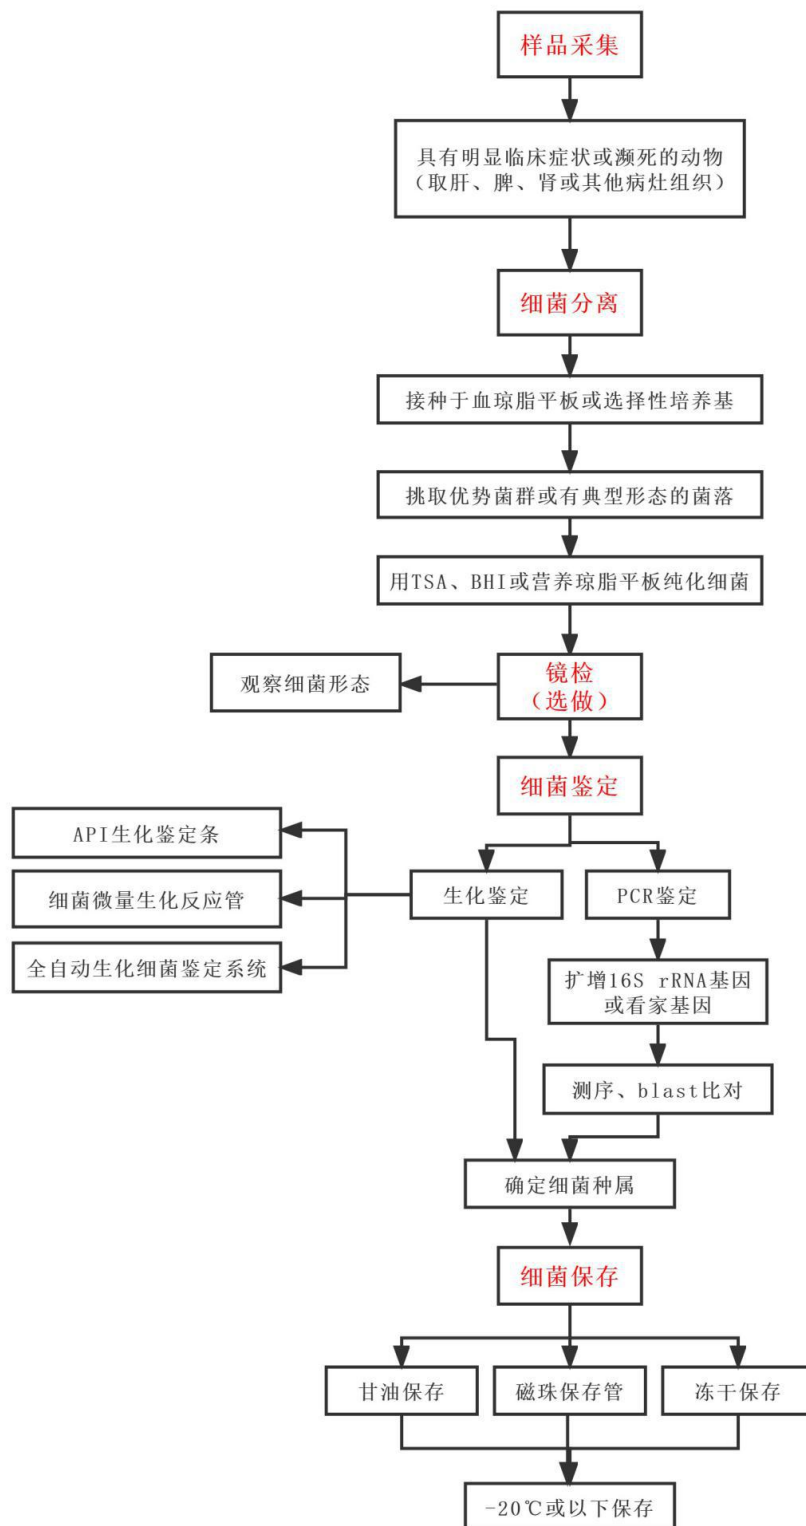 样品采集
具有明显临床症状或濒死的动物
（取肝、脾、肾或其他病灶组织）
细菌分离
接种于血琼脂平板或选择性培养基
挑取优势菌群或有典型形态的菌落
用TSA、BHI或营养琼脂平板纯化细菌
镜检
（选做）
观察细菌形态
细菌鉴定
生化鉴定
PCR鉴定
API生化鉴定条
细菌微量生化反应管
全自动生化细菌鉴定系统
扩增16S rRNA基因
或看家基因
测序、blast比对
确定细菌种属
细菌保存
甘油保存
磁珠保存管
冻干保存
-20℃或以下保存